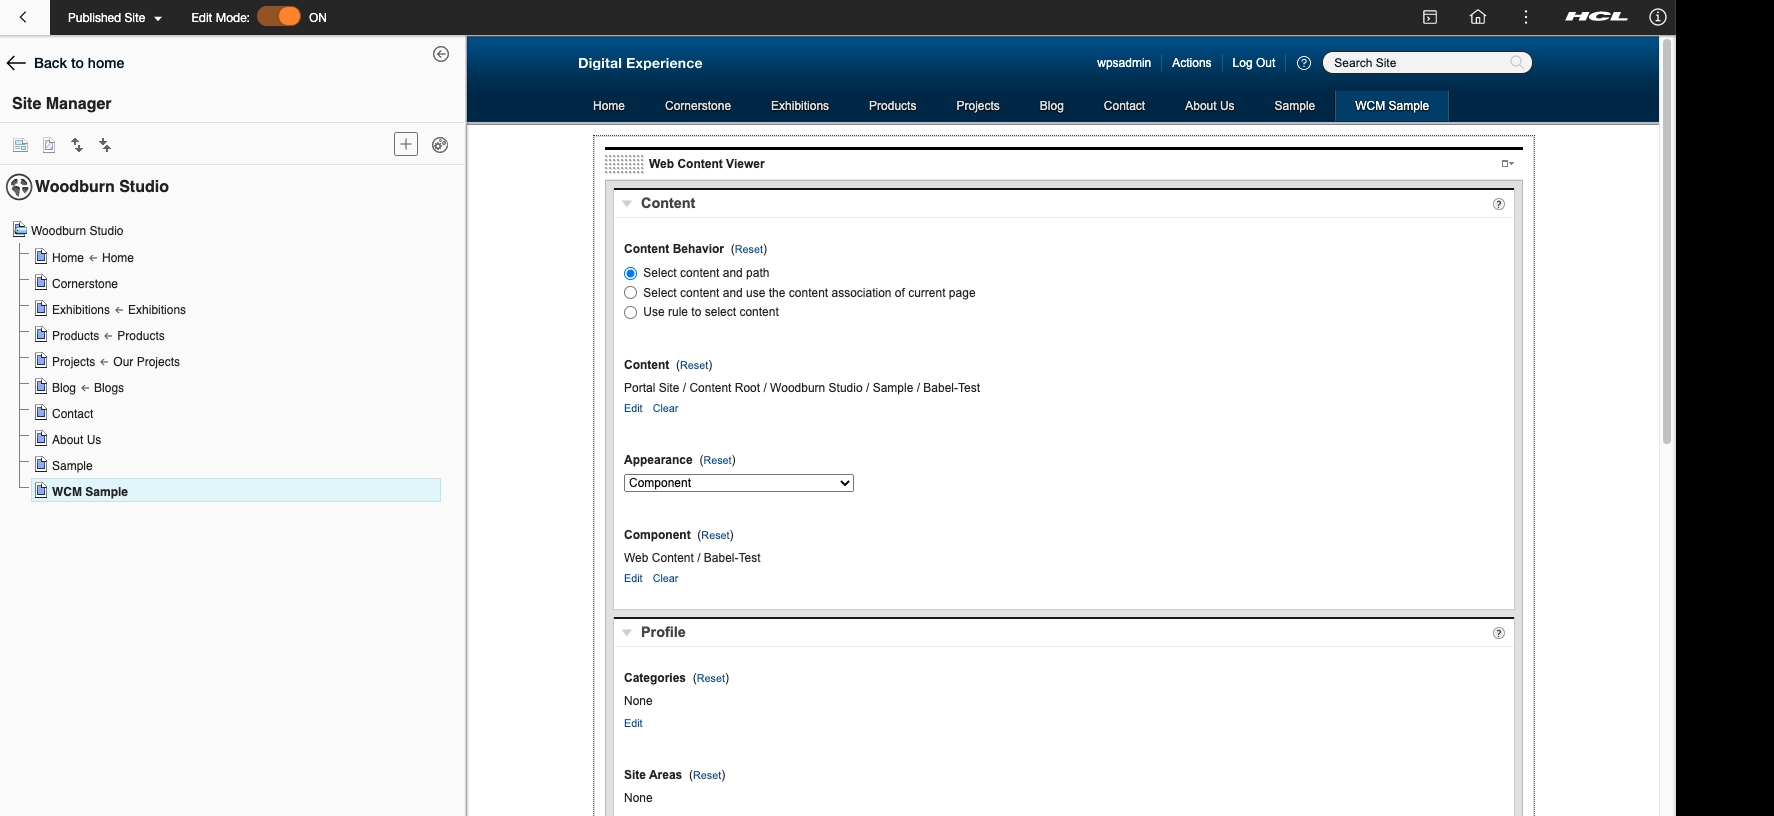 Published Site
Edit Mode: ON
HCL
Back to home
Site Manager
Woodburn Studio
Woodburn Studio
Home ← Home
Cornerstone
Exhibitions ← Exhibitions
Products ← Products
Projects ← Our Projects
Blog ← Blogs
Contact
About Us
Sample
WCM Sample
Digital Experience
wpsadmin Actions Log Out Search Site
Home Cornerstone Exhibitions Products Projects Blog Contact About Us Sample WCM Sample
Web Content Viewer
Content
Content Behavior (Reset)
Select content and path
Select content and use the content association of current page
Use rule to select content
Content (Reset)
Portal Site / Content Root / Woodburn Studio / Sample / Babel-Test
Edit Clear
Appearance (Reset)
Component
Component (Reset)
Web Content / Babel-Test
Edit Clear
Profile
Categories (Reset)
None
Edit
Site Areas (Reset)
None